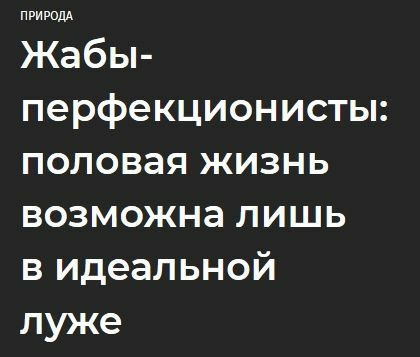 ПРИРОДА
Жабы-
перфекционисты:
половая жизнь
возможна лишь
в идеальной
луже